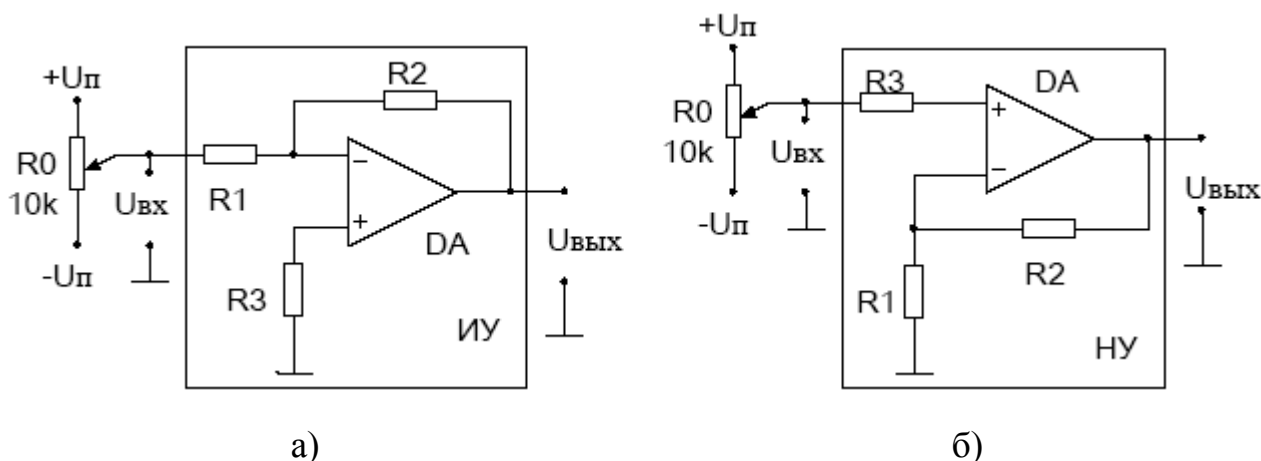 +Uп
R0
10k
-Uп
Uвх
R1
R2
R3
DA
Uвых
ИУ
а)
+Uп
R0
10k
-Uп
Uвх
R3
DA
R1
R2
Uвых
НУ
б)